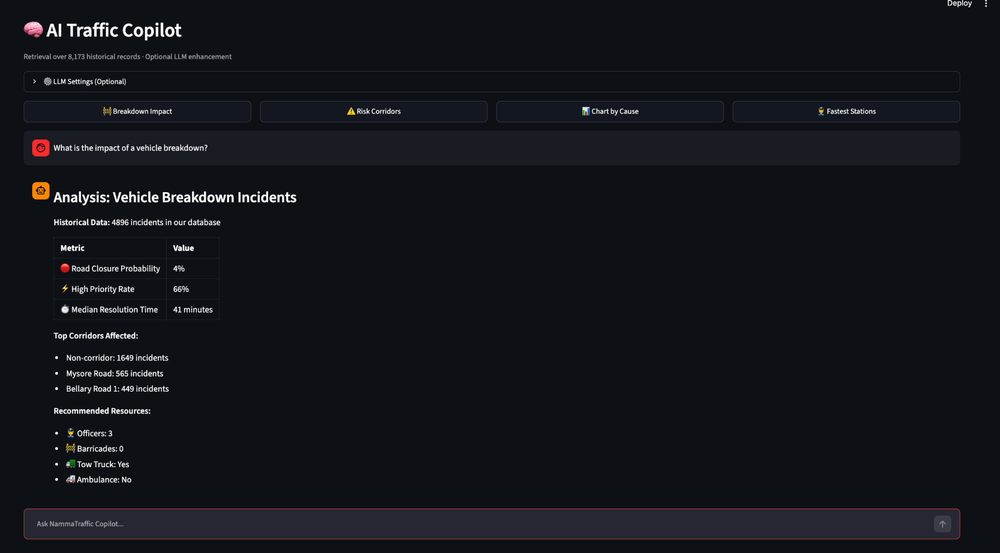 Deploy
AI Traffic Copilot
Retrieval over 8,173 historical records · Optional LLM enhancement
LLM Settings (Optional)
Breakdown Impact
Risk Corridors
Chart by Cause
Fastest Stations
What is the impact of a vehicle breakdown?
Analysis: Vehicle Breakdown Incidents
Historical Data: 4896 incidents in our database
Metric Value
Road Closure Probability 4%
High Priority Rate 66%
Median Resolution Time 41 minutes
Top Corridors Affected:
Non-corridor: 1649 incidents
Mysore Road: 565 incidents
Bellary Road 1: 449 incidents
Recommended Resources:
Officers: 3
Barricades: 0
Tow Truck: Yes
Ambulance: No
Ask NammaTraffic Copilot...